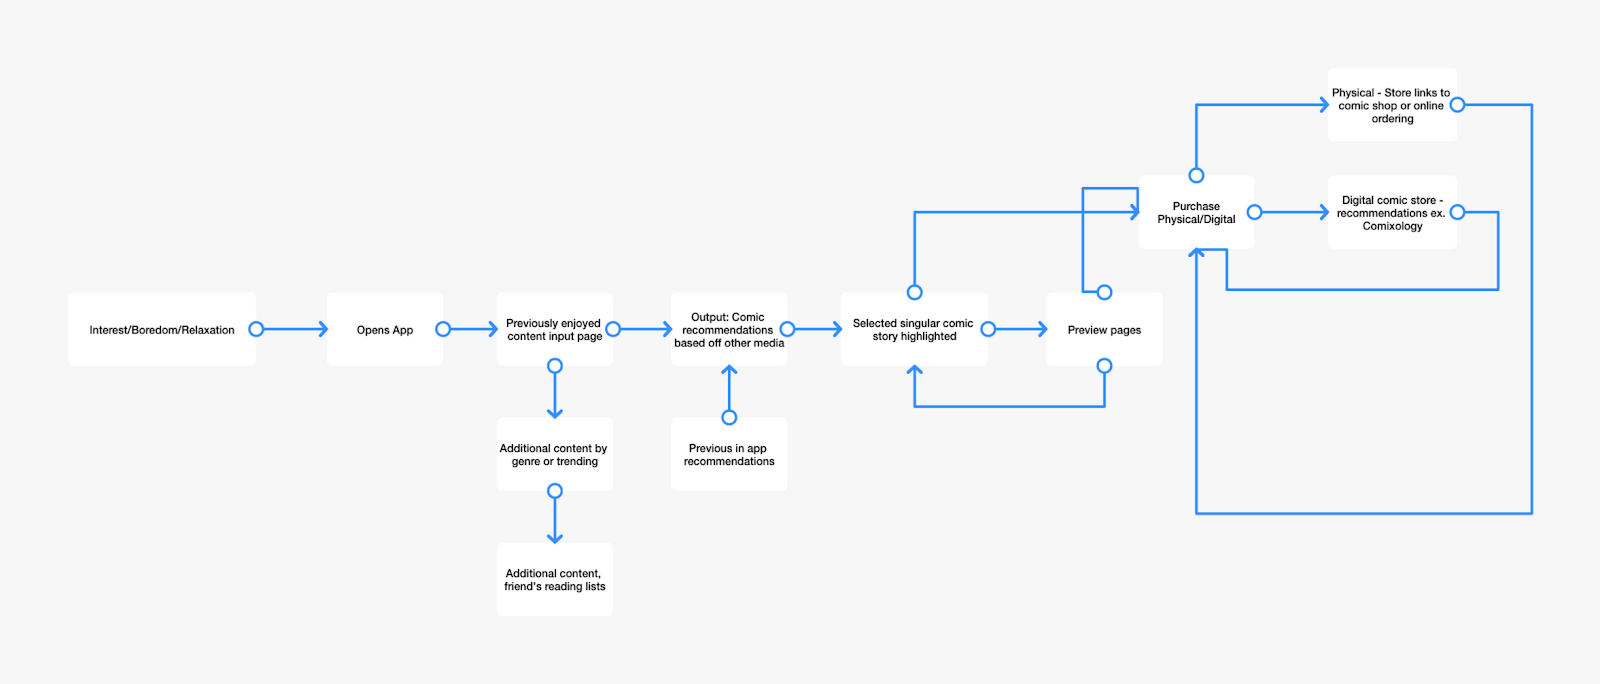 Interest/Boredom/Relaxation
Opens App
Previously enjoyed
content input page
Additional content by
genre or trending
Additional content,
friend's reading lists
Output: Comic
recommendations
based off other media
Previous in app
recommendations
Selected singular comic
story highlighted
Preview pages
Purchase
Physical/Digital
Physical - Store links to
comic shop or online
ordering
Digital comic store -
recommendations ex.
Comixology